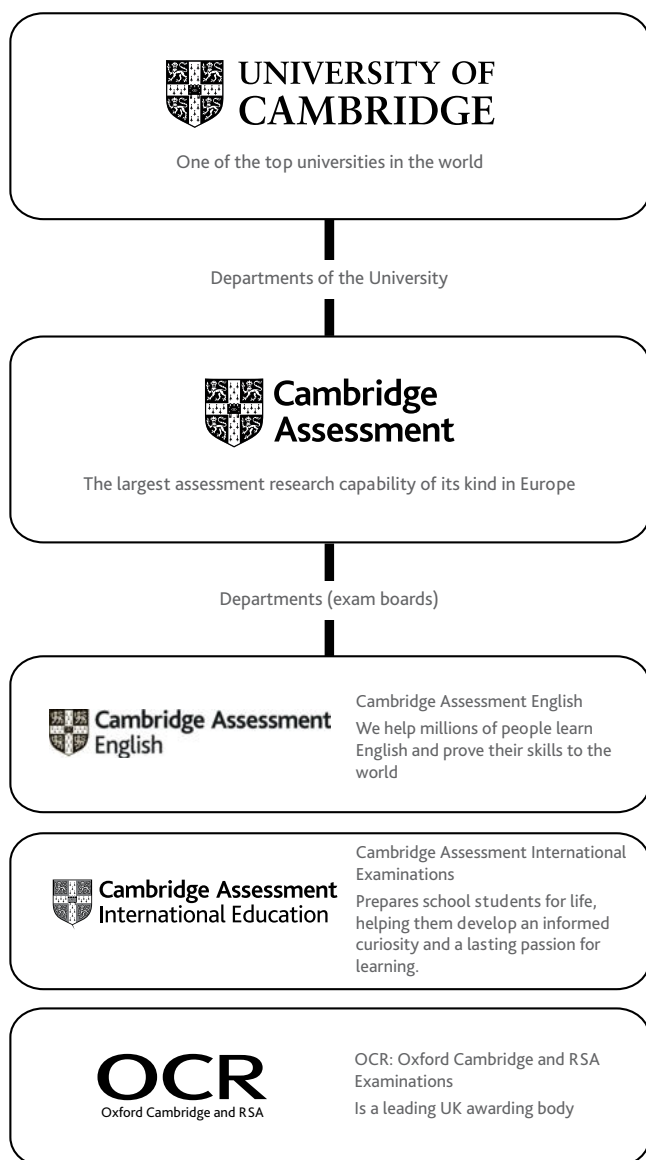 UNIVERSITY OF
CAMBRIDGE
One of the top universities in the world
Departments of the University
Cambridge
Assessment
The largest assessment research capability of its kind in Europe
Departments (exam boards)
Cambridge Assessment
English
Cambridge Assessment English
We help millions of people learn
English and prove their skills to the
world
Cambridge Assessment
International Education
Cambridge Assessment International
Examinations
Prepares school students for life,
helping them develop an informed
curiosity and a lasting passion for
learning.
OCR
Oxford Cambridge and RSA
OCR: Oxford Cambridge and RSA
Examinations
Is a leading UK awarding body